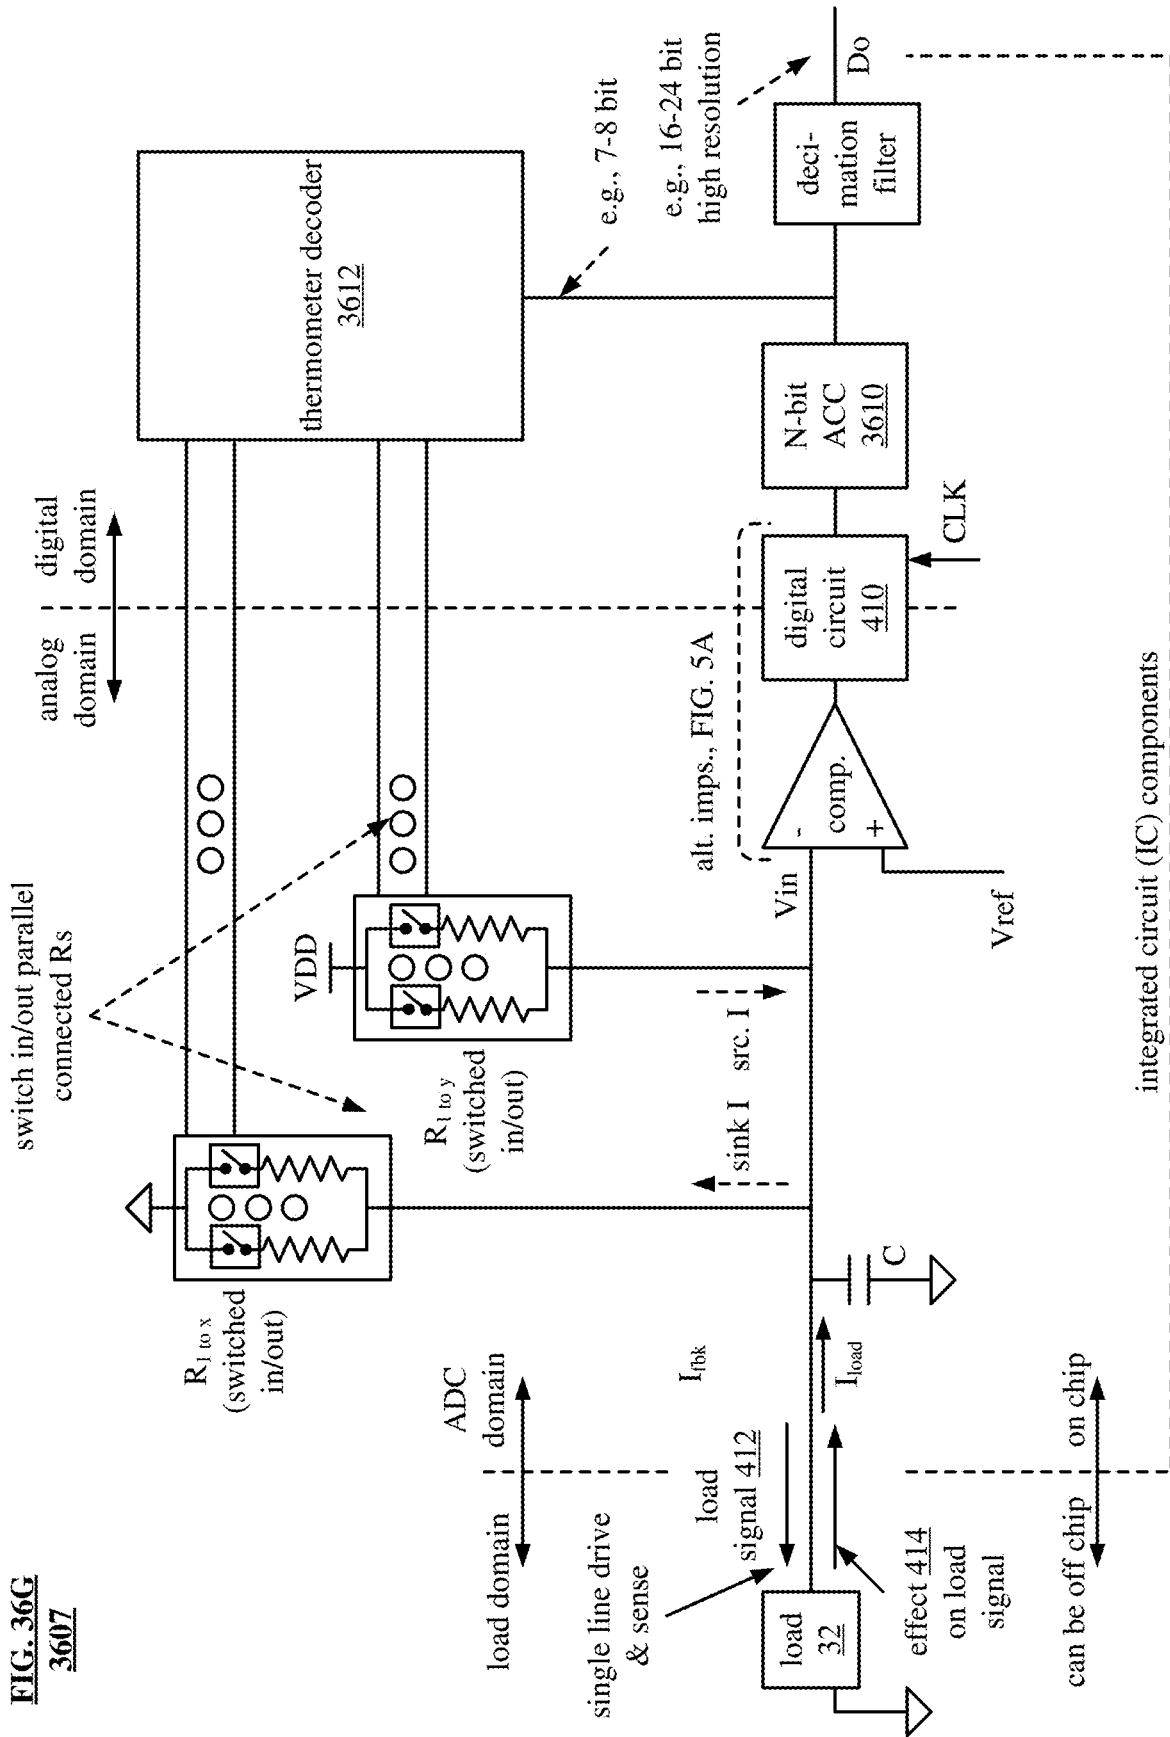 FIG. 36G
3607
switch in/out parallel
connected Rs
analog
domain
digital
domain
R1 to x
(switched
in/out)
VDD
R1 to y
(switched
in/out)
thermometer decoder
3612
load domain
ADC
domain
single line drive
& sense
load
signal 412
Ifbk
sink I
src. I
alt. imps., FIG. 5A
e.g., 7-8 bit
e.g., 16-24 bit
high resolution
load
32
Iload
C
Vin
Vref
-
comp.
+
digital
circuit
410
CLK
N-bit
ACC
3610
deci-
mation
filter
Do
effect 414
on load
signal
can be off chip
on chip
integrated circuit (IC) components